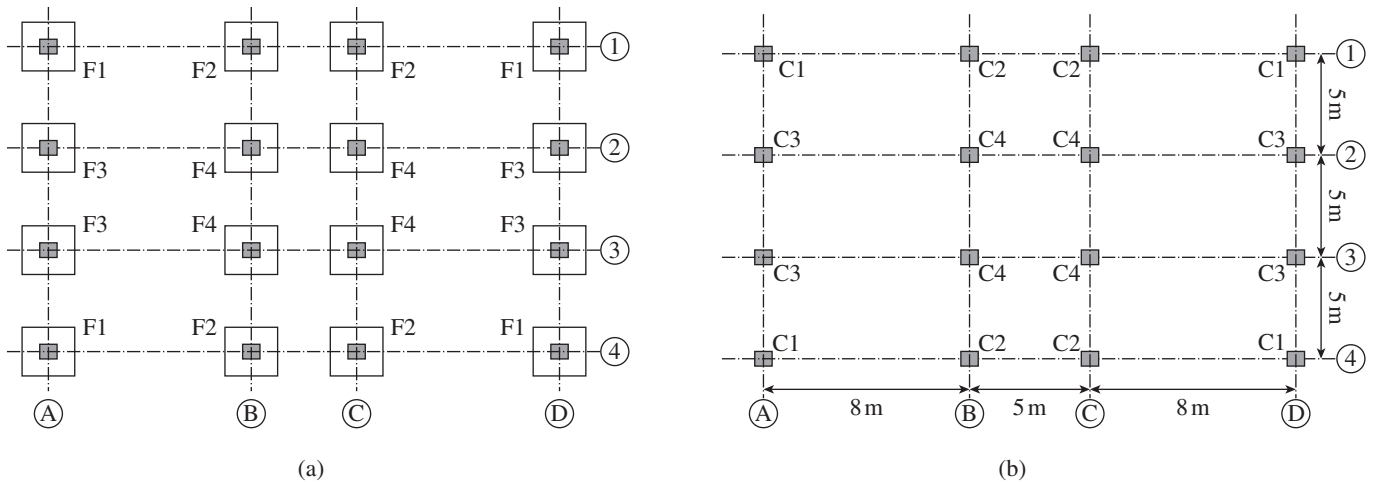 1
F1 F2 F2 F1
2
F3 F4 F4 F3
F3 F4 F4 F3
3
F1 F2 F2 F1
4
A B C D
(a)
1
C1 C2 C2 C1
5 m
C3 C4 C4 C3
2
5 m
3
C3 C4 C4 C3
5 m
C1 C2 C2 C1
4
8 m 5 m 8 m
A B C D
(b)